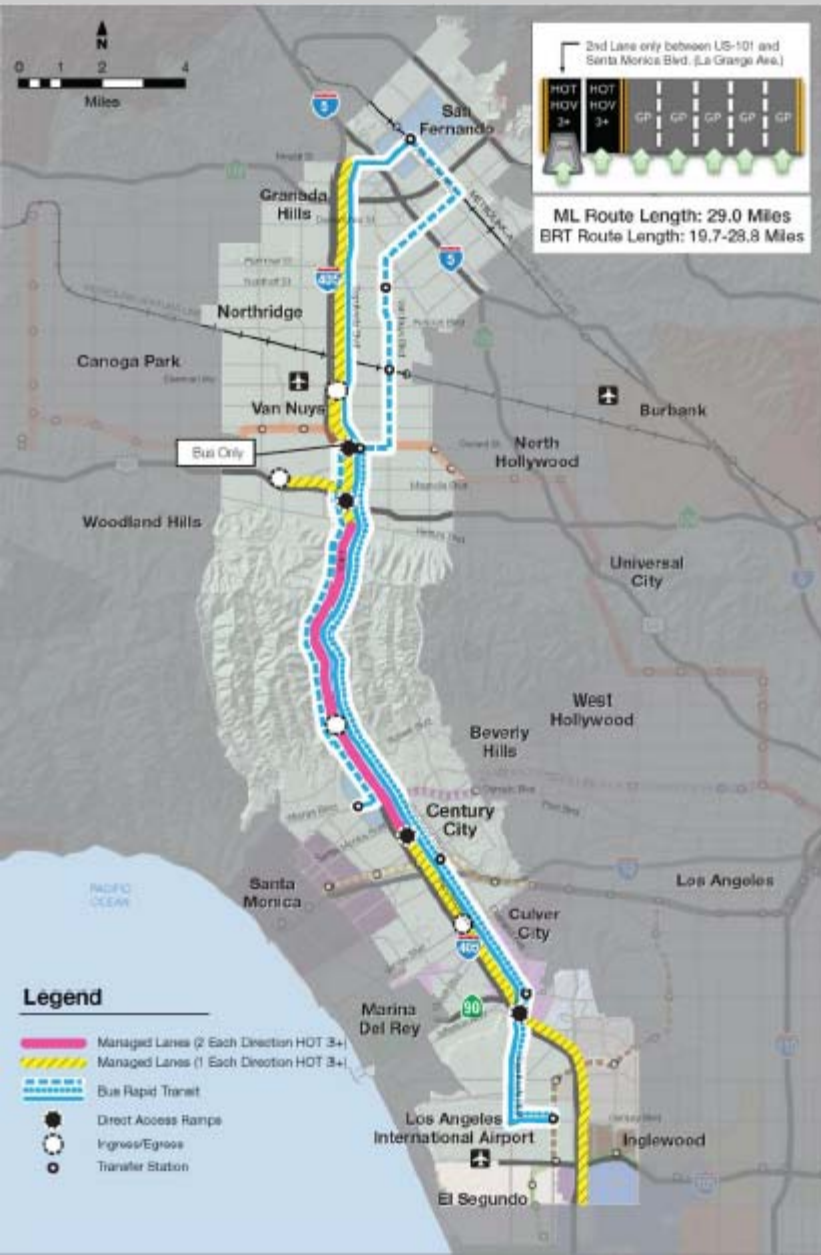 N
0 1 2 4
Miles
2nd Lane only between US-101 and
Santa Monica Blvd. (La Grange Ave.)
HOT HOV 3+
HOT HOV 3+
GP GP GP GP GP
ML Route Length: 29.0 Miles
BRT Route Length: 19.7-28.8 Miles
5
San
Fernando
Granada
Hills
METROLINK
5
405
Northridge
Canoga Park
Van Nuys
Burbank
Bus Only
North
Hollywood
Woodland Hills
Universal
City
West
Hollywood
Beverly
Hills
Century
City
PACIFIC
OCEAN
Santa
Monica
Los Angeles
Culver
City
405
Marina
Del Rey
90
Los Angeles
International Airport
Inglewood
El Segundo
Legend
Managed Lanes (2 Each Direction HOT 3+)
Managed Lanes (1 Each Direction HOT 3+)
Bus Rapid Transit
Direct Access Ramps
Ingress/Egress
Transfer Station